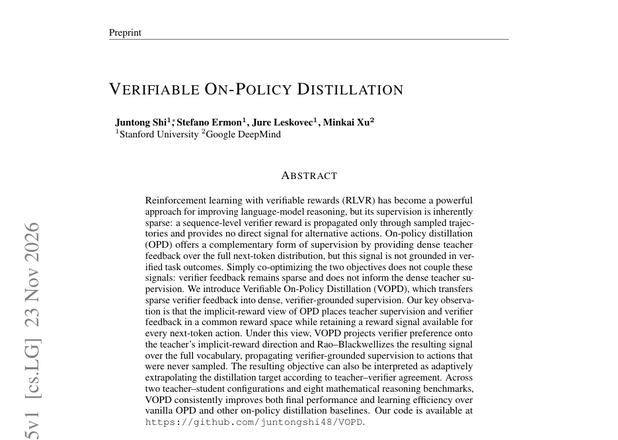 Preprint
VERIFIABLE ON-POLICY DISTILLATION
Juntong Shi¹,* Stefano Ermon¹, Jure Leskovec¹, Minkai Xu²
¹Stanford University ²Google DeepMind
ABSTRACT
Reinforcement learning with verifiable rewards (RLVR) has become a powerful
approach for improving language-model reasoning, but its supervision is inherently
sparse: a sequence-level verifier reward is propagated only through sampled trajec-
tories and provides no direct signal for alternative actions. On-policy distillation
(OPD) offers a complementary form of supervision by providing dense teacher
feedback over the full next-token distribution, but this signal is not grounded in ver-
ified task outcomes. Simply co-optimizing the two objectives does not couple these
signals: verifier feedback remains sparse and does not inform the dense teacher su-
pervision. We introduce Verifiable On-Policy Distillation (VOPD), which transfers
sparse verifier feedback into dense, verifier-grounded supervision. Our key observa-
tion is that the implicit-reward view of OPD places teacher supervision and verifier
feedback in a common reward space while retaining a reward signal available for
every next-token action. Under this view, VOPD projects verifier preference onto
the teacher's implicit-reward direction and Rao–Blackwellizes the resulting signal
over the full vocabulary, propagating verifier-grounded supervision to actions that
were never sampled. The resulting objective can also be interpreted as adaptively
extrapolating the distillation target according to teacher–verifier agreement. Across
two teacher–student configurations and eight mathematical reasoning benchmarks,
VOPD consistently improves both final performance and learning efficiency over
vanilla OPD and other on-policy distillation baselines. Our code is available at
https://github.com/juntongshi48/VOPD.
5v1 [cs.LG] 23 Nov 2026